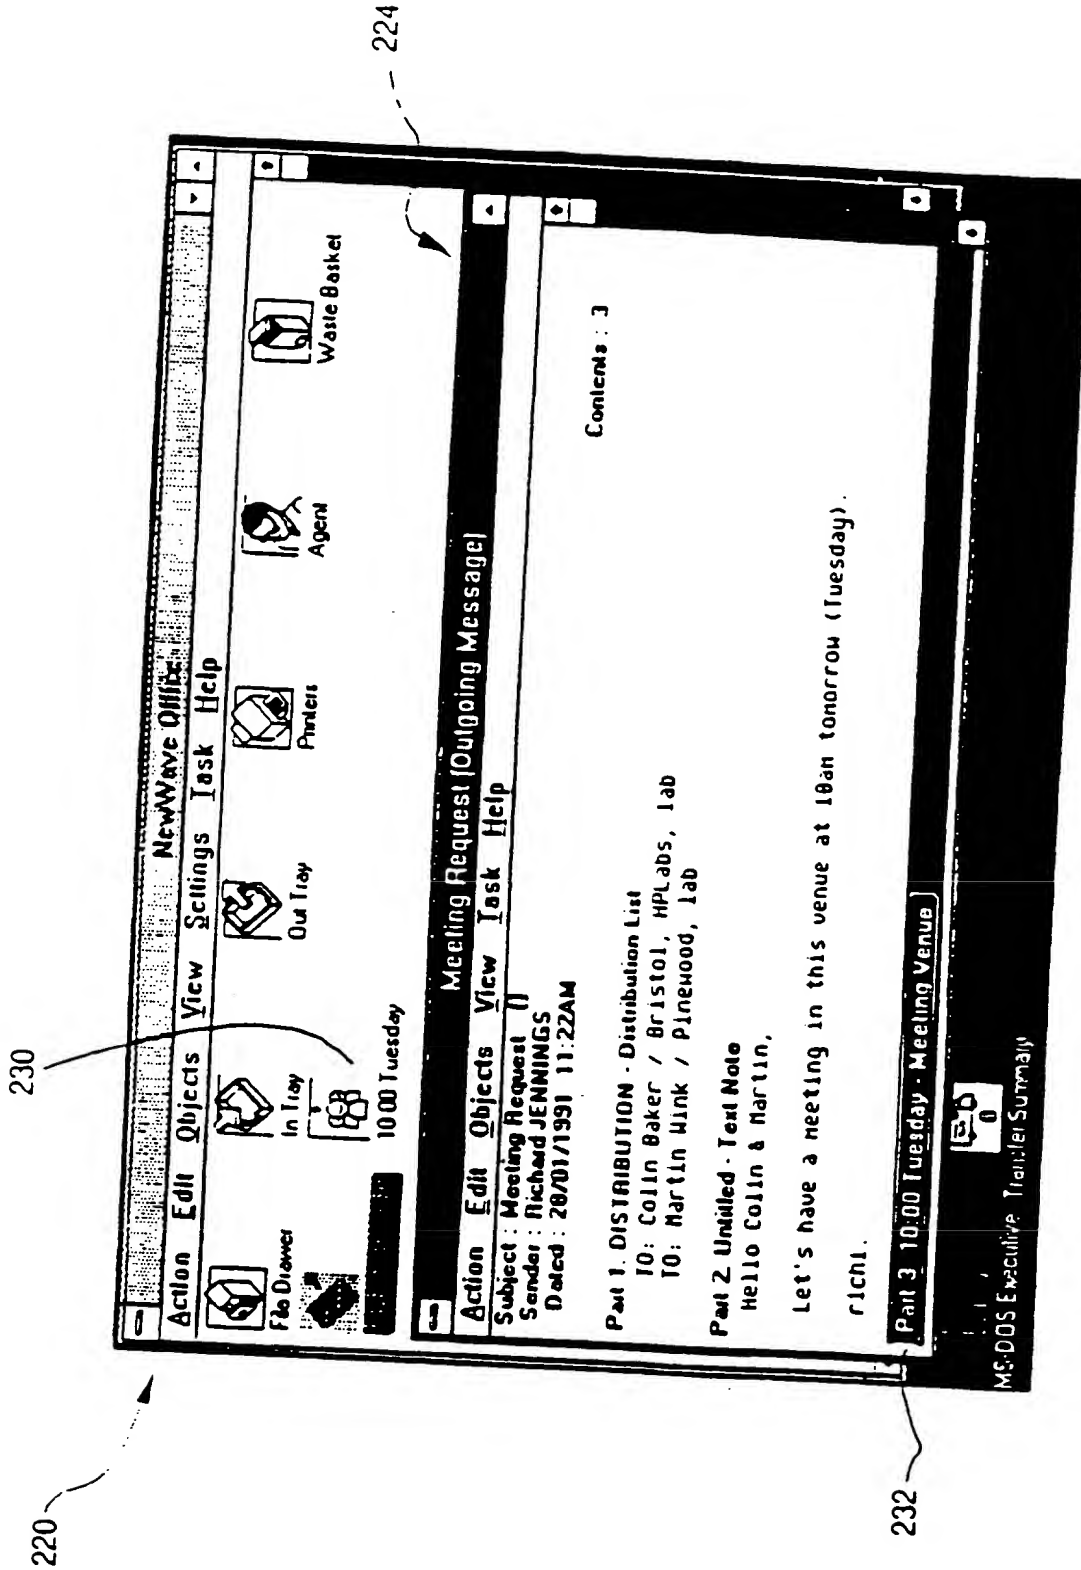 220
230
224
NewWave Office
Action Edit Objects View Settings Task Help
File Drawer
In Tray
Out Tray
Printers
Agent
Waste Basket
10:00 Tuesday
Meeting Request (Outgoing Message)
Action Edit Objects View Task Help
Subject : Meeting Request ()
Sender : Richard JENNINGS
Dated : 28/01/1991 11:22AM
Contents : 3
Part 1. DISTRIBUTION - Distribution List
TO: Colin Baker / Bristol, HPLabs, lab
TO: Martin Wink / Pinewood, lab
Part 2. Untitled - Text Note
Hello Colin & Martin,
Let's have a meeting in this venue at 10am tomorrow (Tuesday).
richi.
Part 3 10:00 Tuesday - Meeting Venue
232
0
MS-DOS Executive Transfer Summary